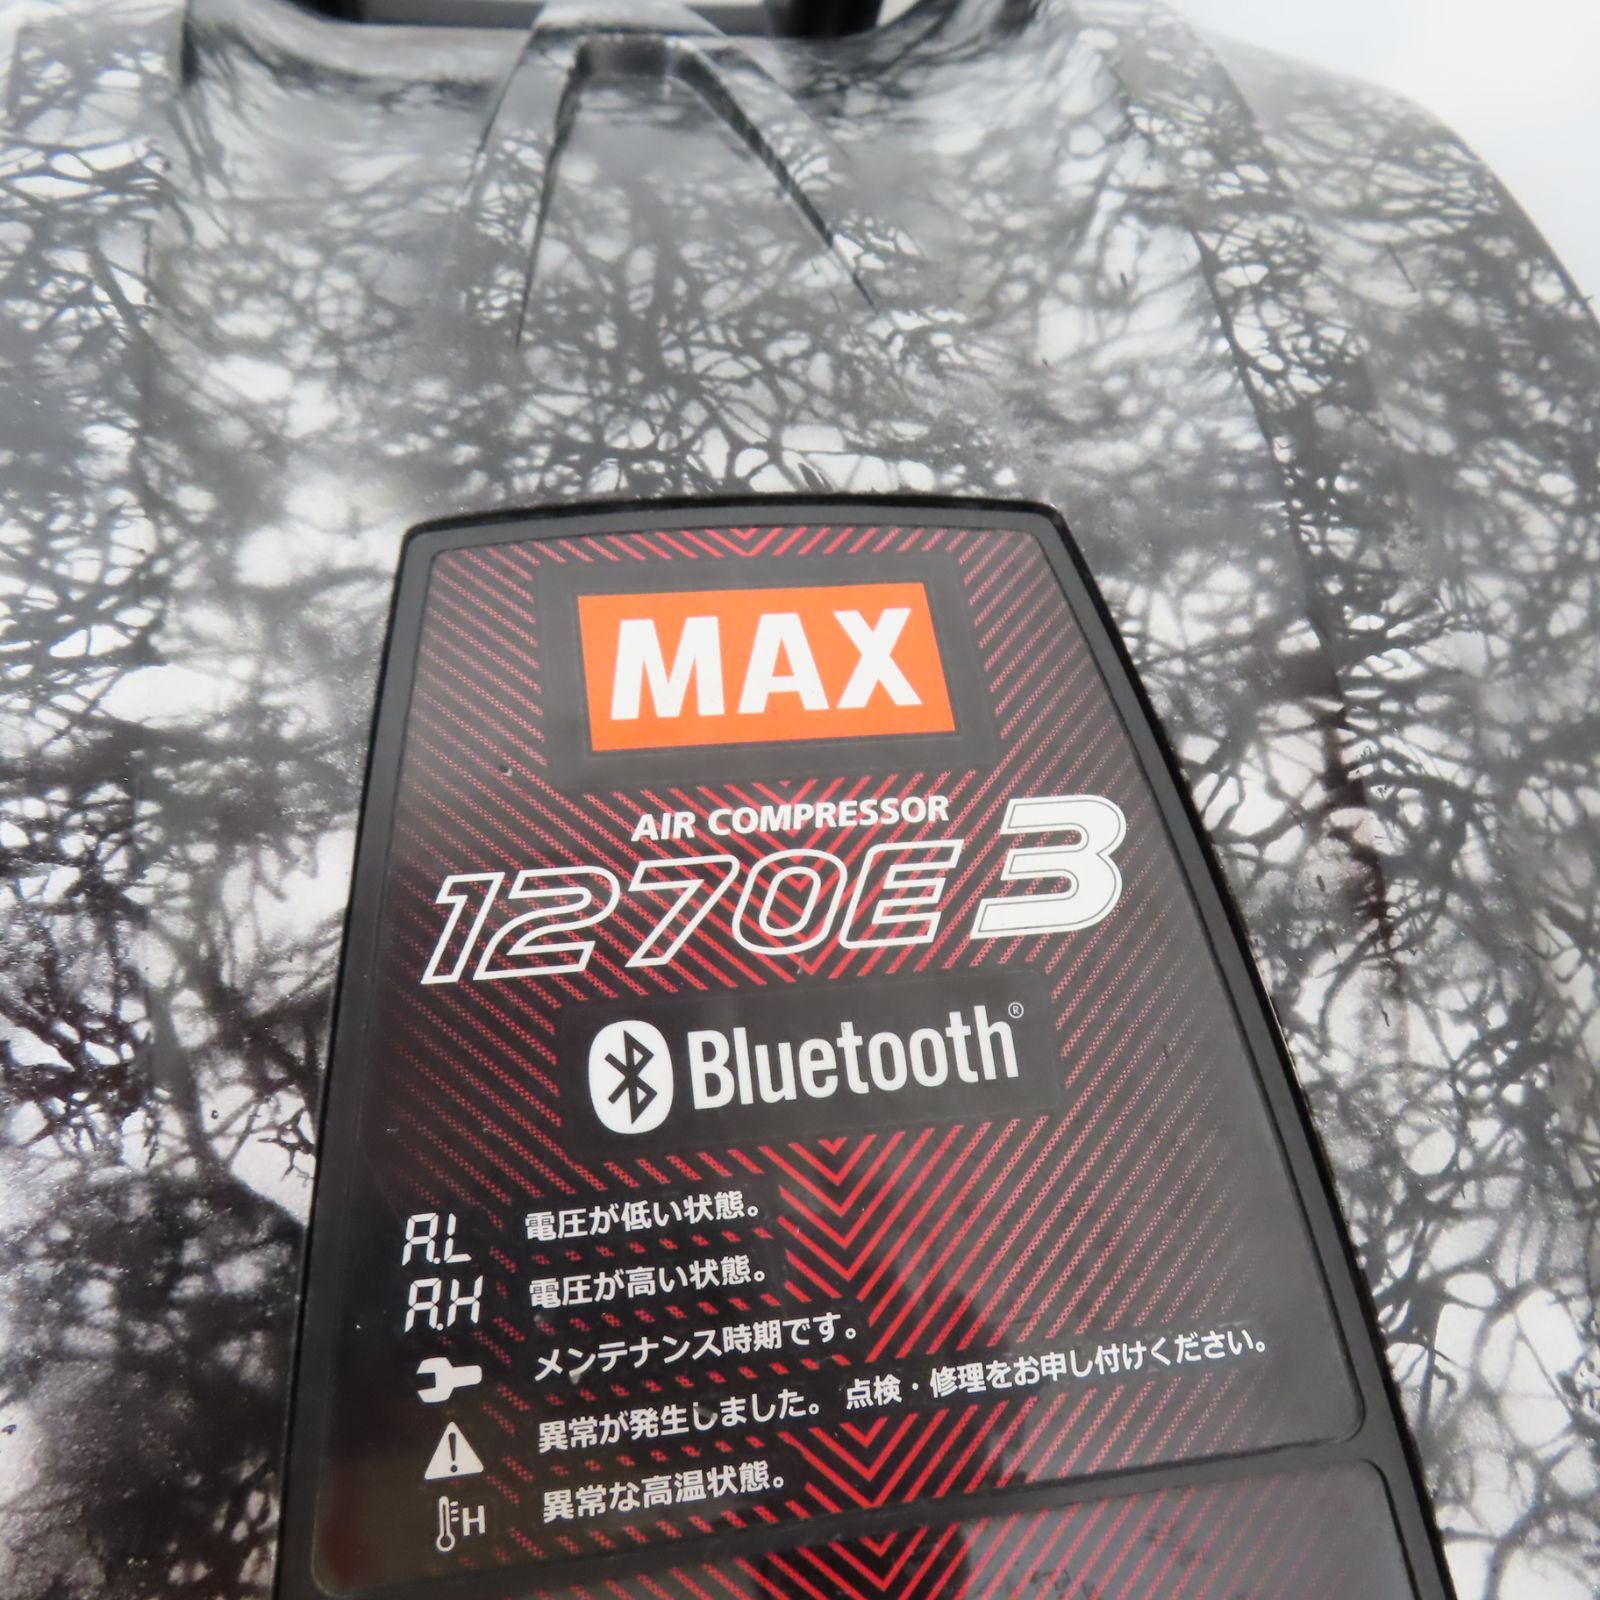 MAX
AIR COMPRESSOR
1270E3
Bluetooth®
A.L 電圧が低い状態。
A.H 電圧が高い状態。
メンテナンス時期です。
異常が発生しました。点検・修理をお申し付けください。
H 異常な高温状態。